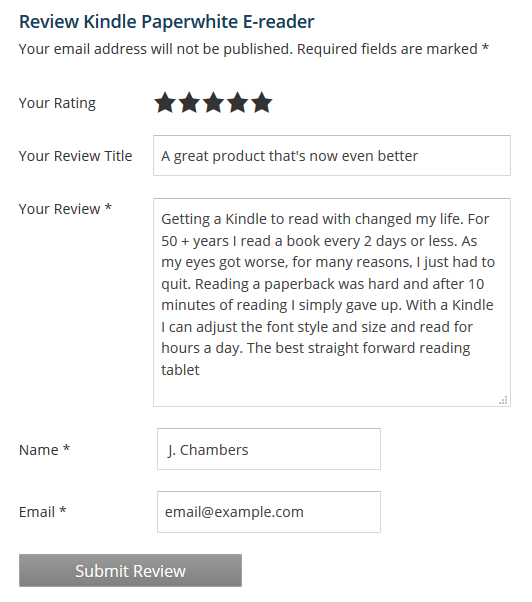 Review Kindle Paperwhite E-reader
Your email address will not be published. Required fields are marked *
Your Rating
Your Review Title
A great product that's now even better
Your Review *
Getting a Kindle to read with changed my life. For
50 + years I read a book every 2 days or less. As
my eyes got worse, for many reasons, I just had to
quit. Reading a paperback was hard and after 10
minutes of reading I simply gave up. With a Kindle
I can adjust the font style and size and read for
hours a day. The best straight forward reading
tablet
Name *
J. Chambers
Email *
email@example.com
Submit Review